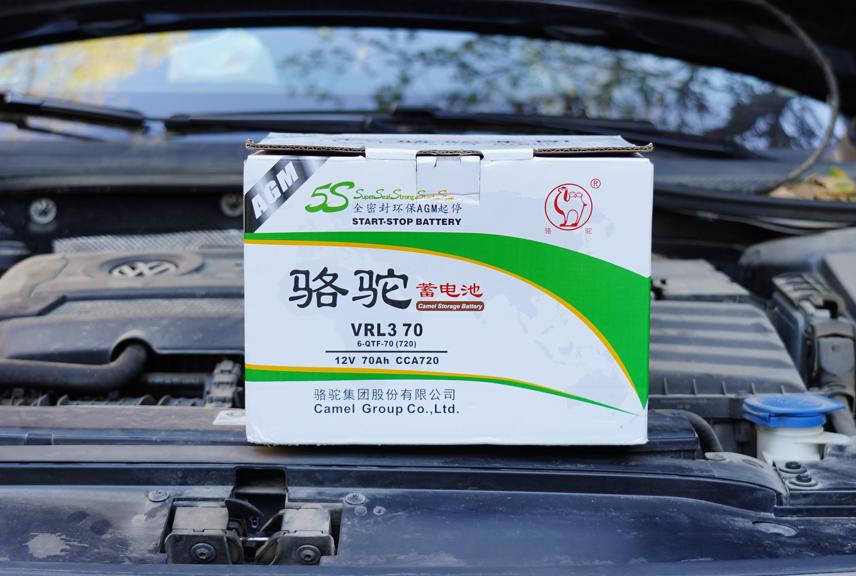 AGM
5S
全密封环保AGM起停
START-STOP BATTERY
®
骆驼
骆驼蓄电池
Camel Storage Battery
VRL3 70
6-QTF-70 (720)
12V 70Ah CCA720
骆驼集团股份有限公司
Camel Group Co.,Ltd.